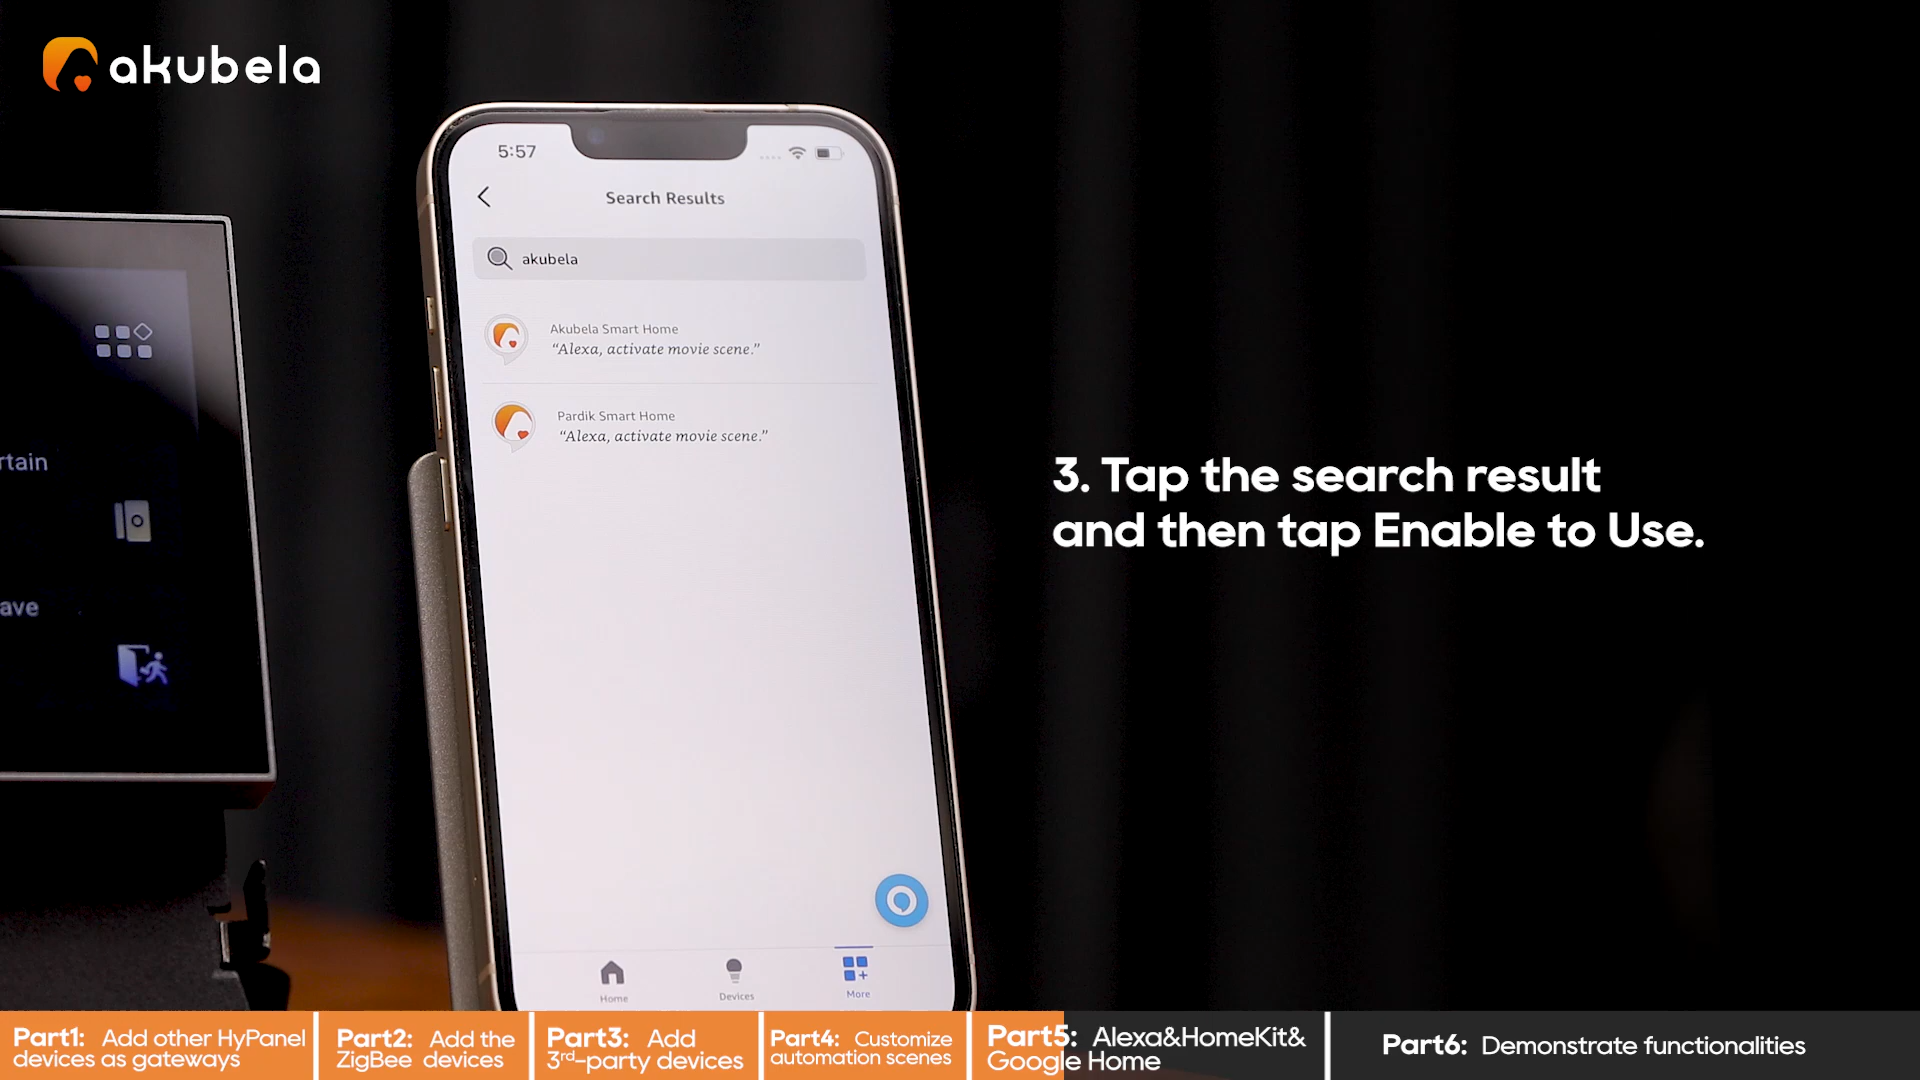 akubela
5:57
Search Results
akubela
Akubela Smart Home
“Alexa, activate movie scene.”
Pardik Smart Home
“Alexa, activate movie scene.”
Home
Devices
More
rtain
ave
3. Tap the search result
and then tap Enable to Use.
Part1: Add other HyPanel
devices as gateways
Part2: Add the
ZigBee devices
Part3: Add
3rd-party devices
Part4: Customize
automation scenes
Part5: Alexa&HomeKit&
Google Home
Part6: Demonstrate functionalities